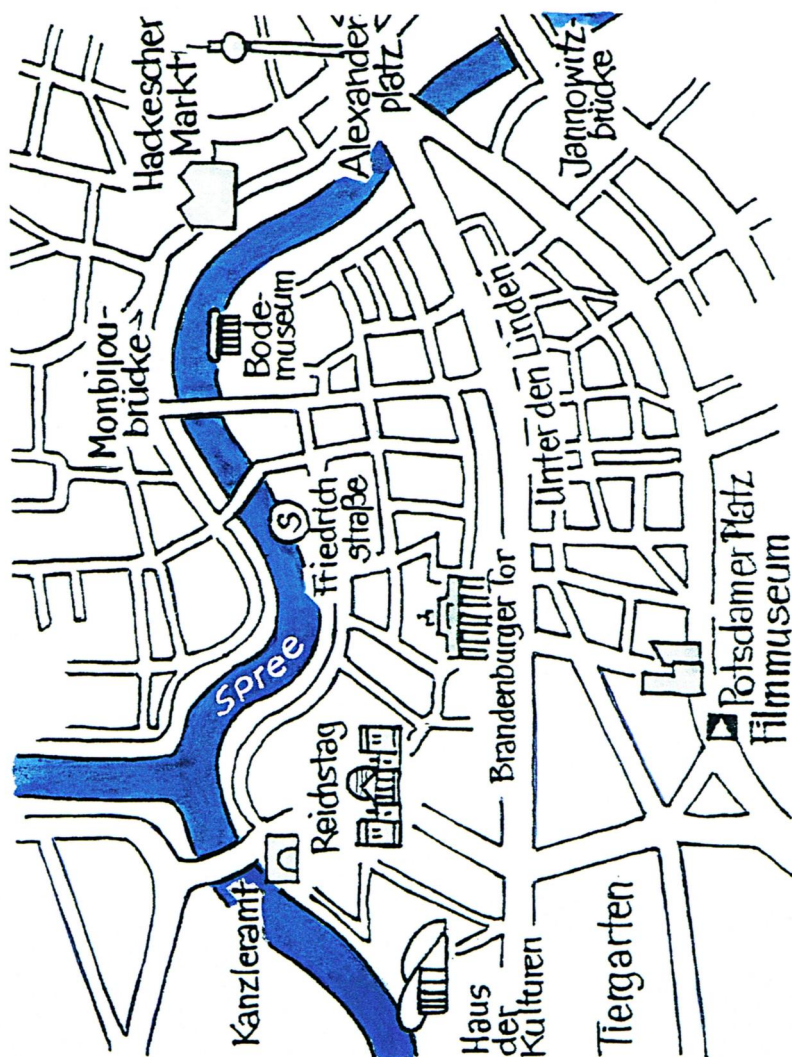 Hackescher
Markt
Monbijou-
brücke
Alexander
platz
Bode-
museum
S
Friedrich
straße
Spree
Kanzleramt
Reichstag
Jannowitz-
brücke
Unter den Linden
Brandenburger Tor
Haus
der
Kulturen
Tiergarten
Potsdamer Platz
Filmmuseum